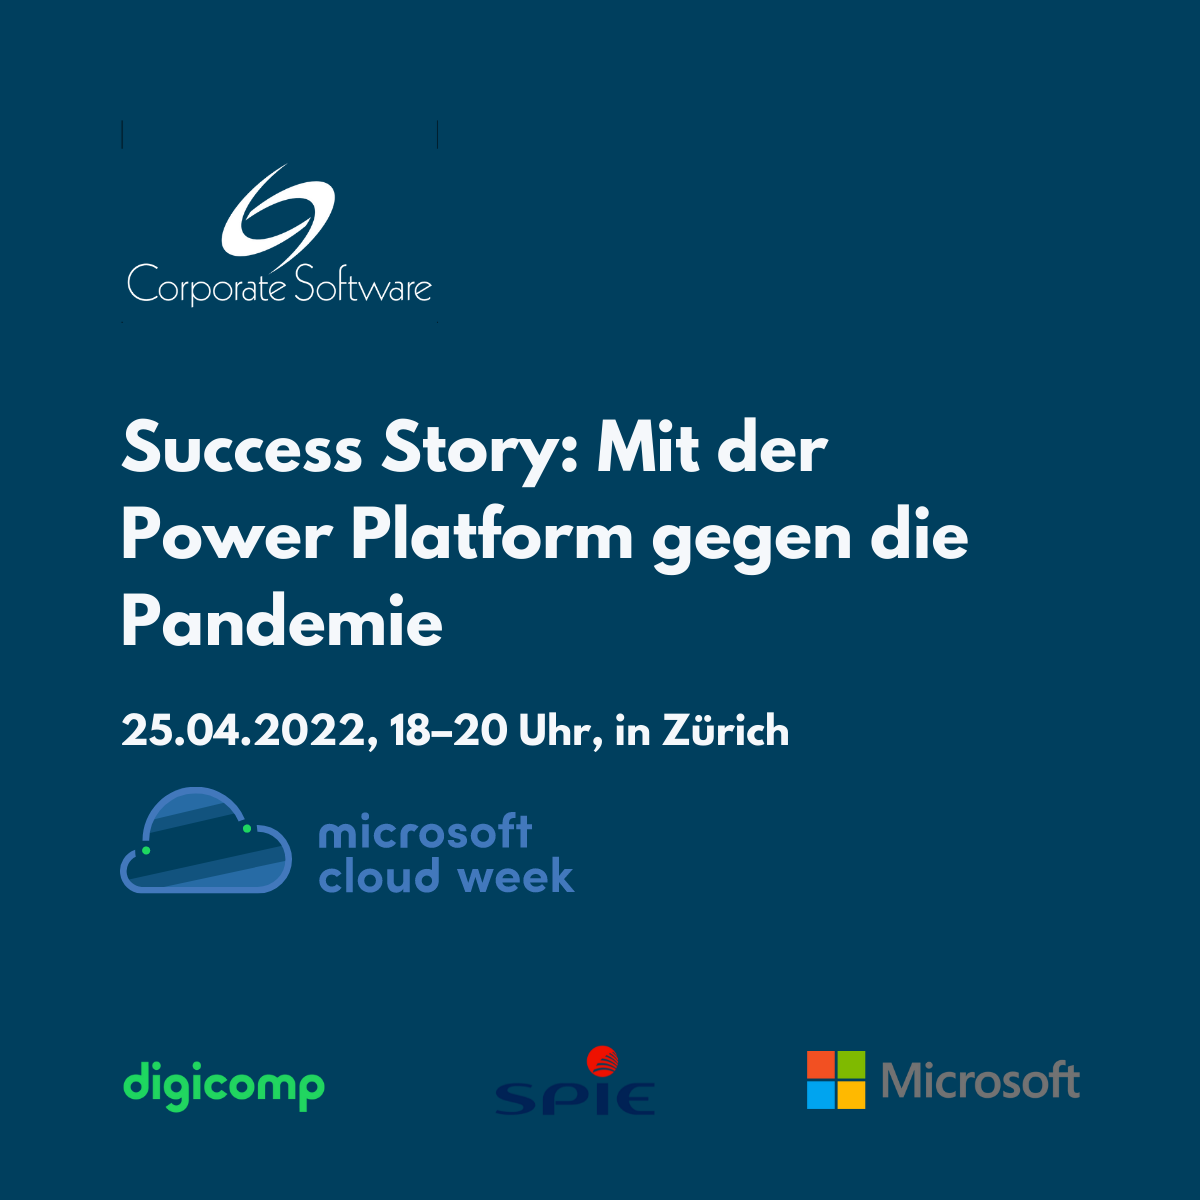 Corporate Software
Success Story: Mit der
Power Platform gegen die
Pandemie
25.04.2022, 18–20 Uhr, in Zürich
microsoft
cloud week
digicomp
SPIE
Microsoft